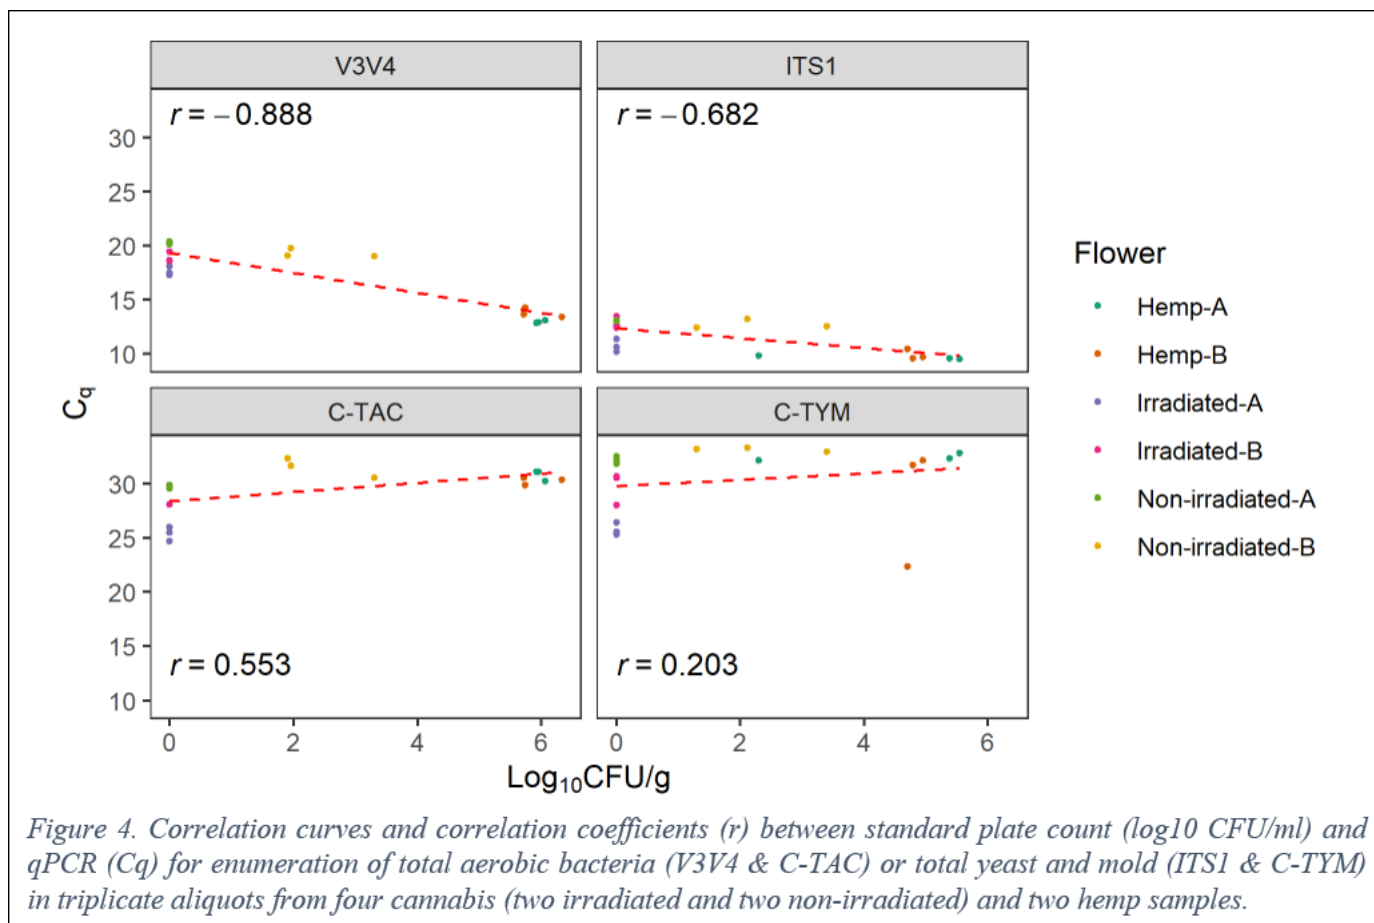 V3V4
ITS1
r = −0.888
r = −0.682
30
25
20
15
10
C-TAC
C-TYM
30
25
20
15
10
r = 0.553
r = 0.203
0 2 4 6
0 2 4 6
Cq
Log10CFU/g
Flower
Hemp-A
Hemp-B
Irradiated-A
Irradiated-B
Non-irradiated-A
Non-irradiated-B
Figure 4. Correlation curves and correlation coefficients (r) between standard plate count (log10 CFU/ml) and
qPCR (Cq) for enumeration of total aerobic bacteria (V3V4 & C-TAC) or total yeast and mold (ITS1 & C-TYM)
in triplicate aliquots from four cannabis (two irradiated and two non-irradiated) and two hemp samples.